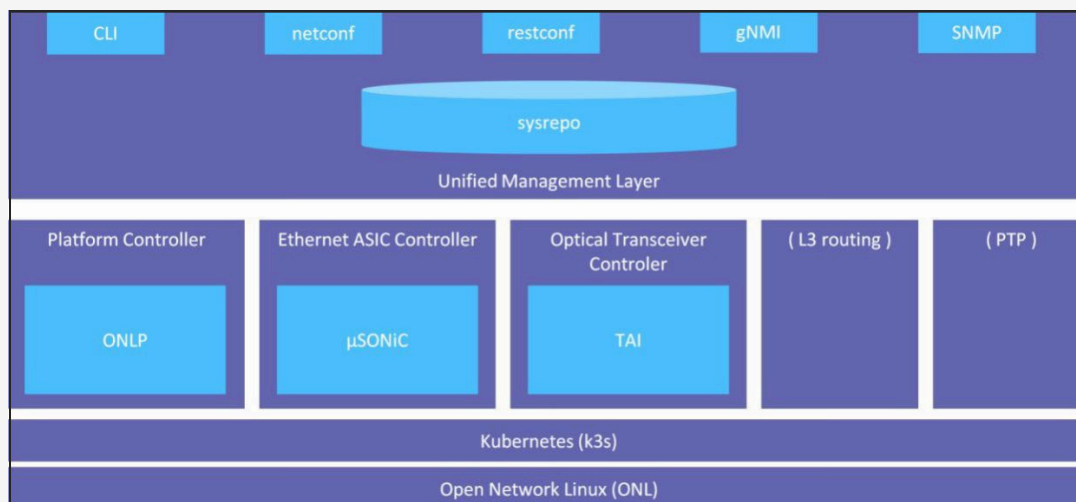 CLI netconf restconf gNMI SNMP
sysrepo
Unified Management Layer
Platform Controller
ONLP
Ethernet ASIC Controller
μSONiC
Optical Transceiver
Controler
TAI
( L3 routing )
( PTP )
Kubernetes (k3s)
Open Network Linux (ONL)